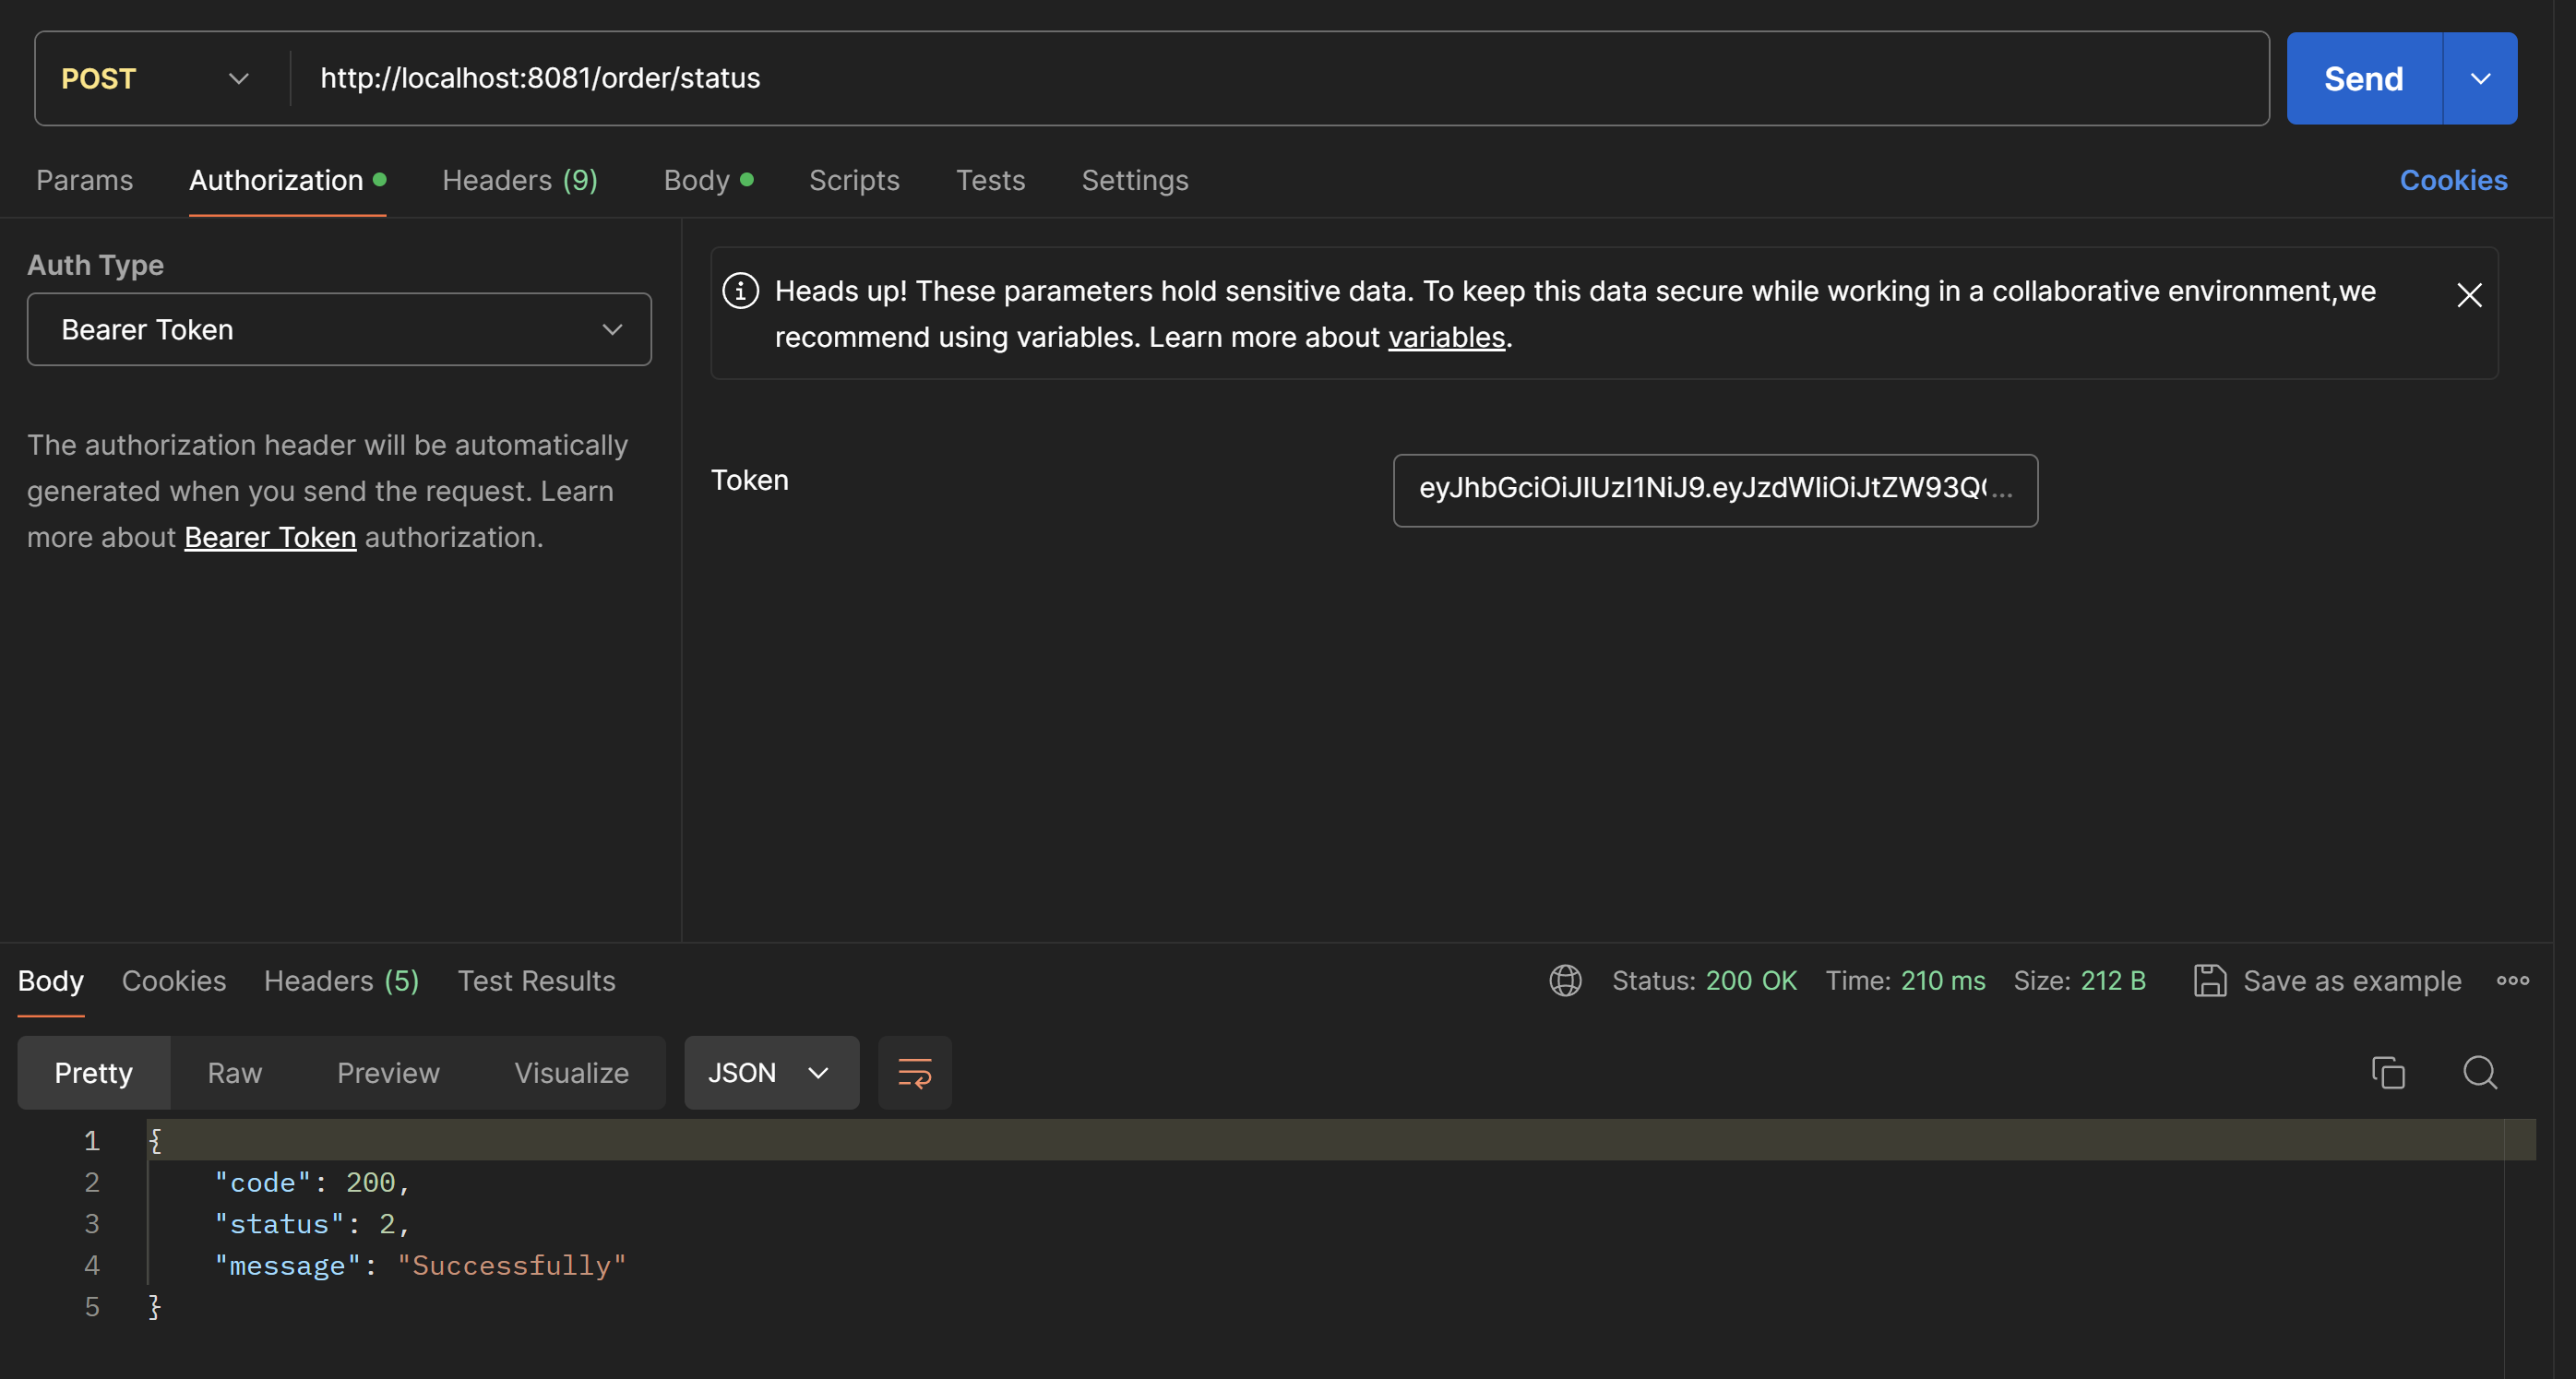 POST http://localhost:8081/order/status Send
Params Authorization Headers (9) Body Scripts Tests Settings Cookies
Auth Type
Bearer Token
The authorization header will be automatically
generated when you send the request. Learn
more about Bearer Token authorization.
Heads up! These parameters hold sensitive data. To keep this data secure while working in a collaborative environment,we
recommend using variables. Learn more about variables.
Token
Body Cookies Headers (5) Test Results Status: 200 OK Time: 210 ms Size: 212 B Save as example
Pretty Raw Preview Visualize JSON
1 {
2 "code": 200,
3 "status": 2,
4 "message": "Successfully"
5 }